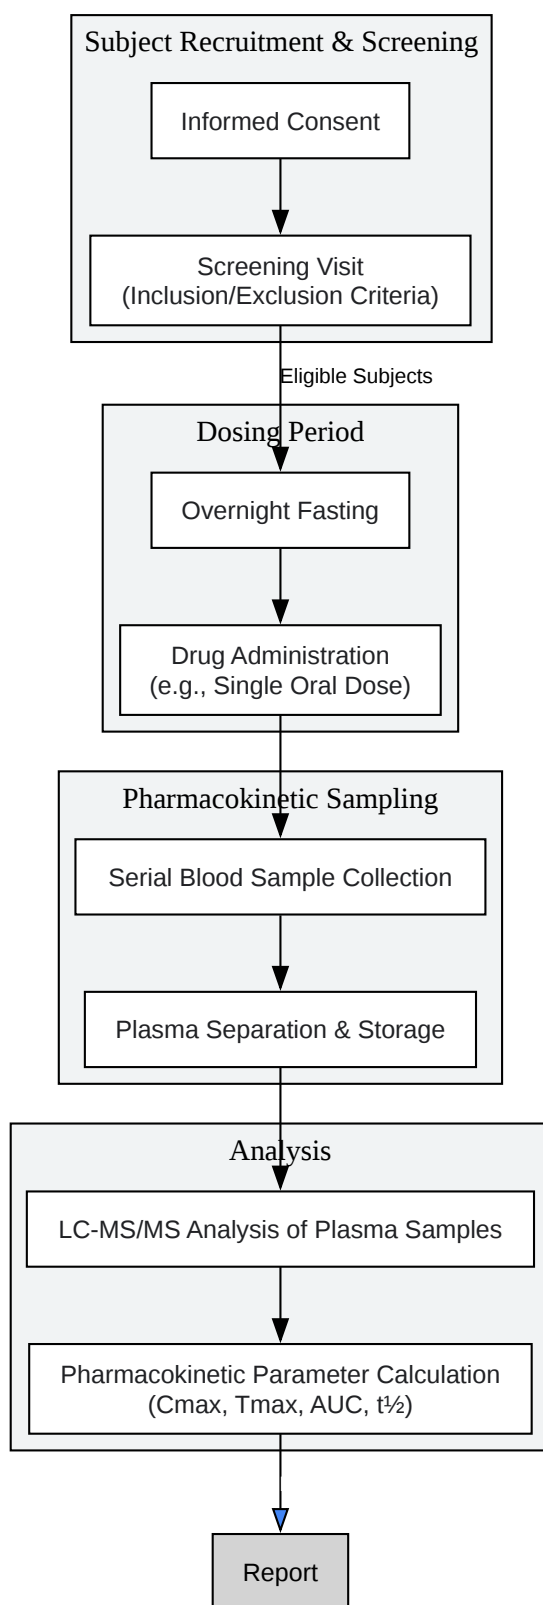 Subject Recruitment & Screening
Informed Consent
Screening Visit
(Inclusion/Exclusion Criteria)
Eligible Subjects
Dosing Period
Overnight Fasting
Drug Administration
(e.g., Single Oral Dose)
Pharmacokinetic Sampling
Serial Blood Sample Collection
Plasma Separation & Storage
Analysis
LC-MS/MS Analysis of Plasma Samples
Pharmacokinetic Parameter Calculation
(Cmax, Tmax, AUC, t½)
Report